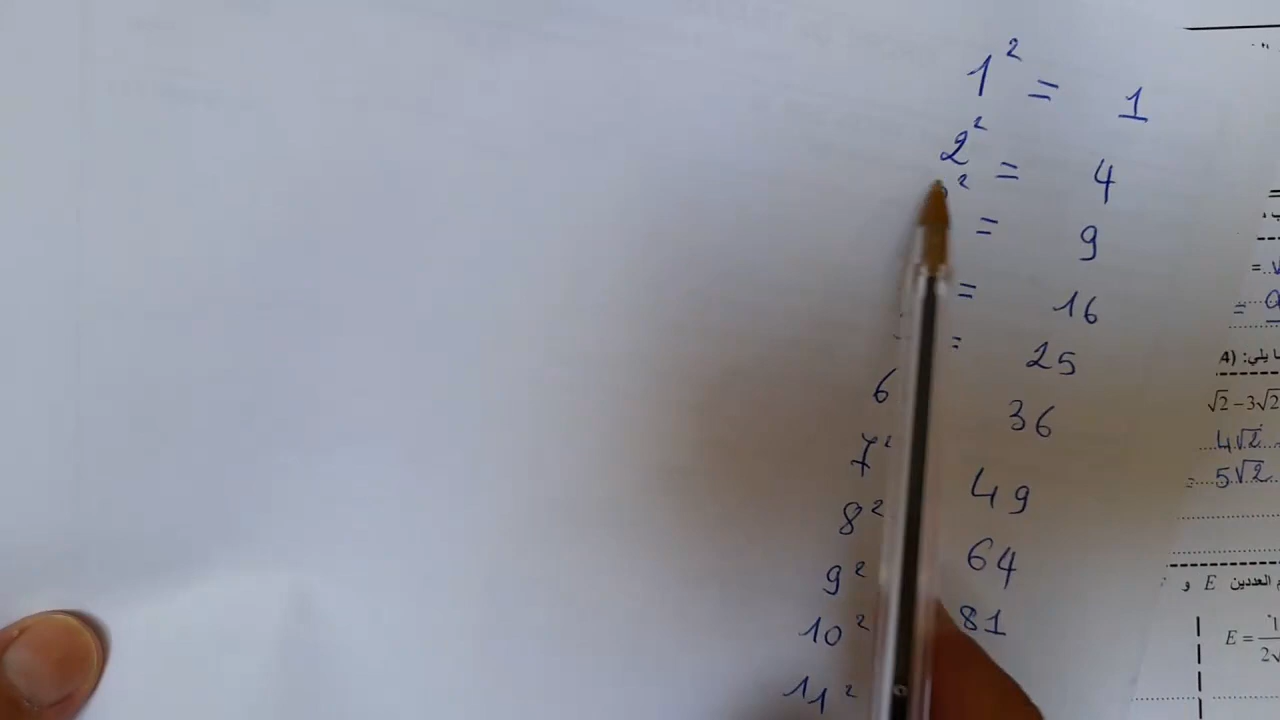 1² = 1
2² = 4
² = 9
= 16
= 25
6 36
7² 49
8² 64
9² 81
10²
11²
ا يلي: (4
√2-3√2
4√2
= 5√2
العددين E و
E =